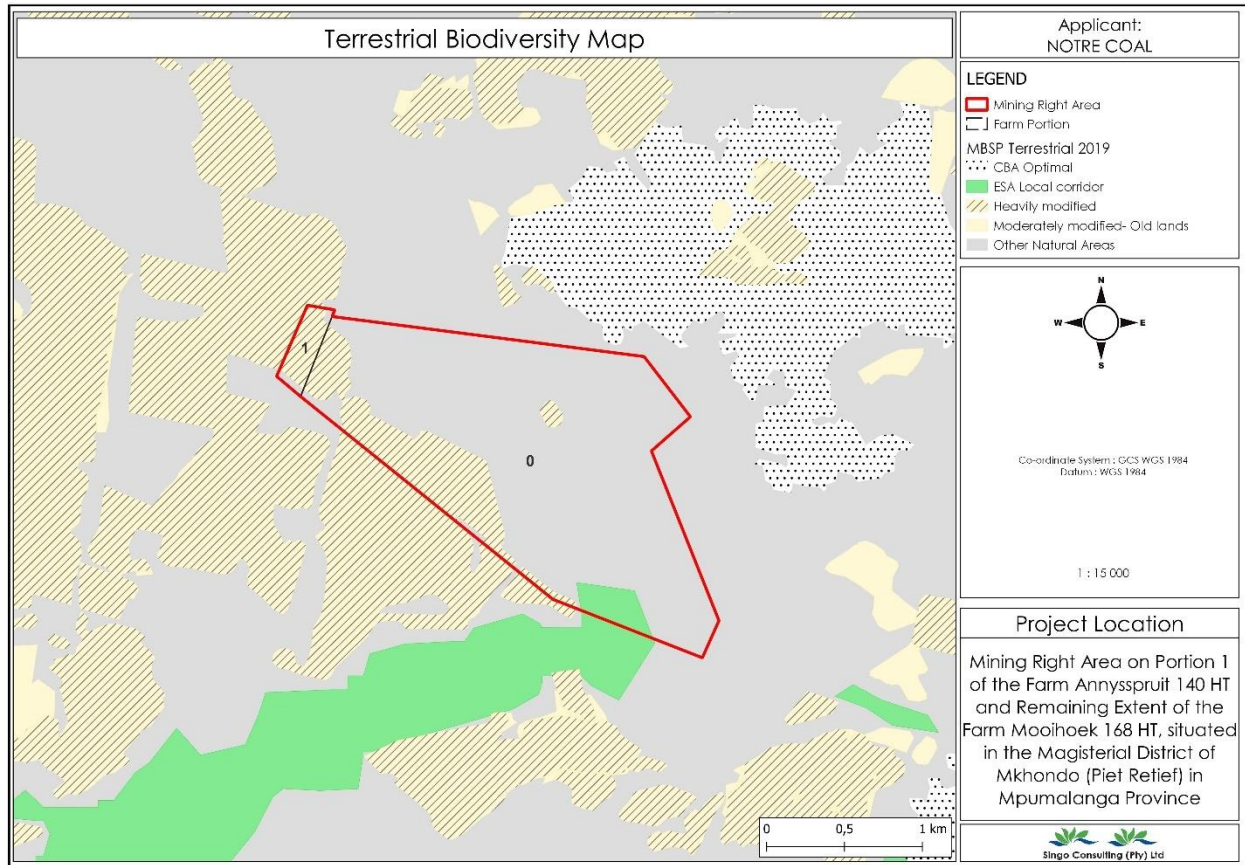 Terrestrial Biodiversity Map
Applicant:
NOTRE COAL
LEGEND
Mining Right Area
Farm Portion
MBSP Terrestrial 2019
CBA Optimal
ESA Local corridor
Heavily modified
Moderately modified- Old lands
Other Natural Areas
1
0
N
W
E
S
Co-ordinate System : GCS WGS 1984
Datum : WGS 1984
1 : 15 000
0
0,5
1 km
Project Location
Mining Right Area on Portion 1
of the Farm Annysspruit 140 HT
and Remaining Extent of the
Farm Mooihoek 168 HT, situated
in the Magisterial District of
Mkhondo (Piet Retief) in
Mpumalanga Province
Singo Consulting (Pty) Ltd